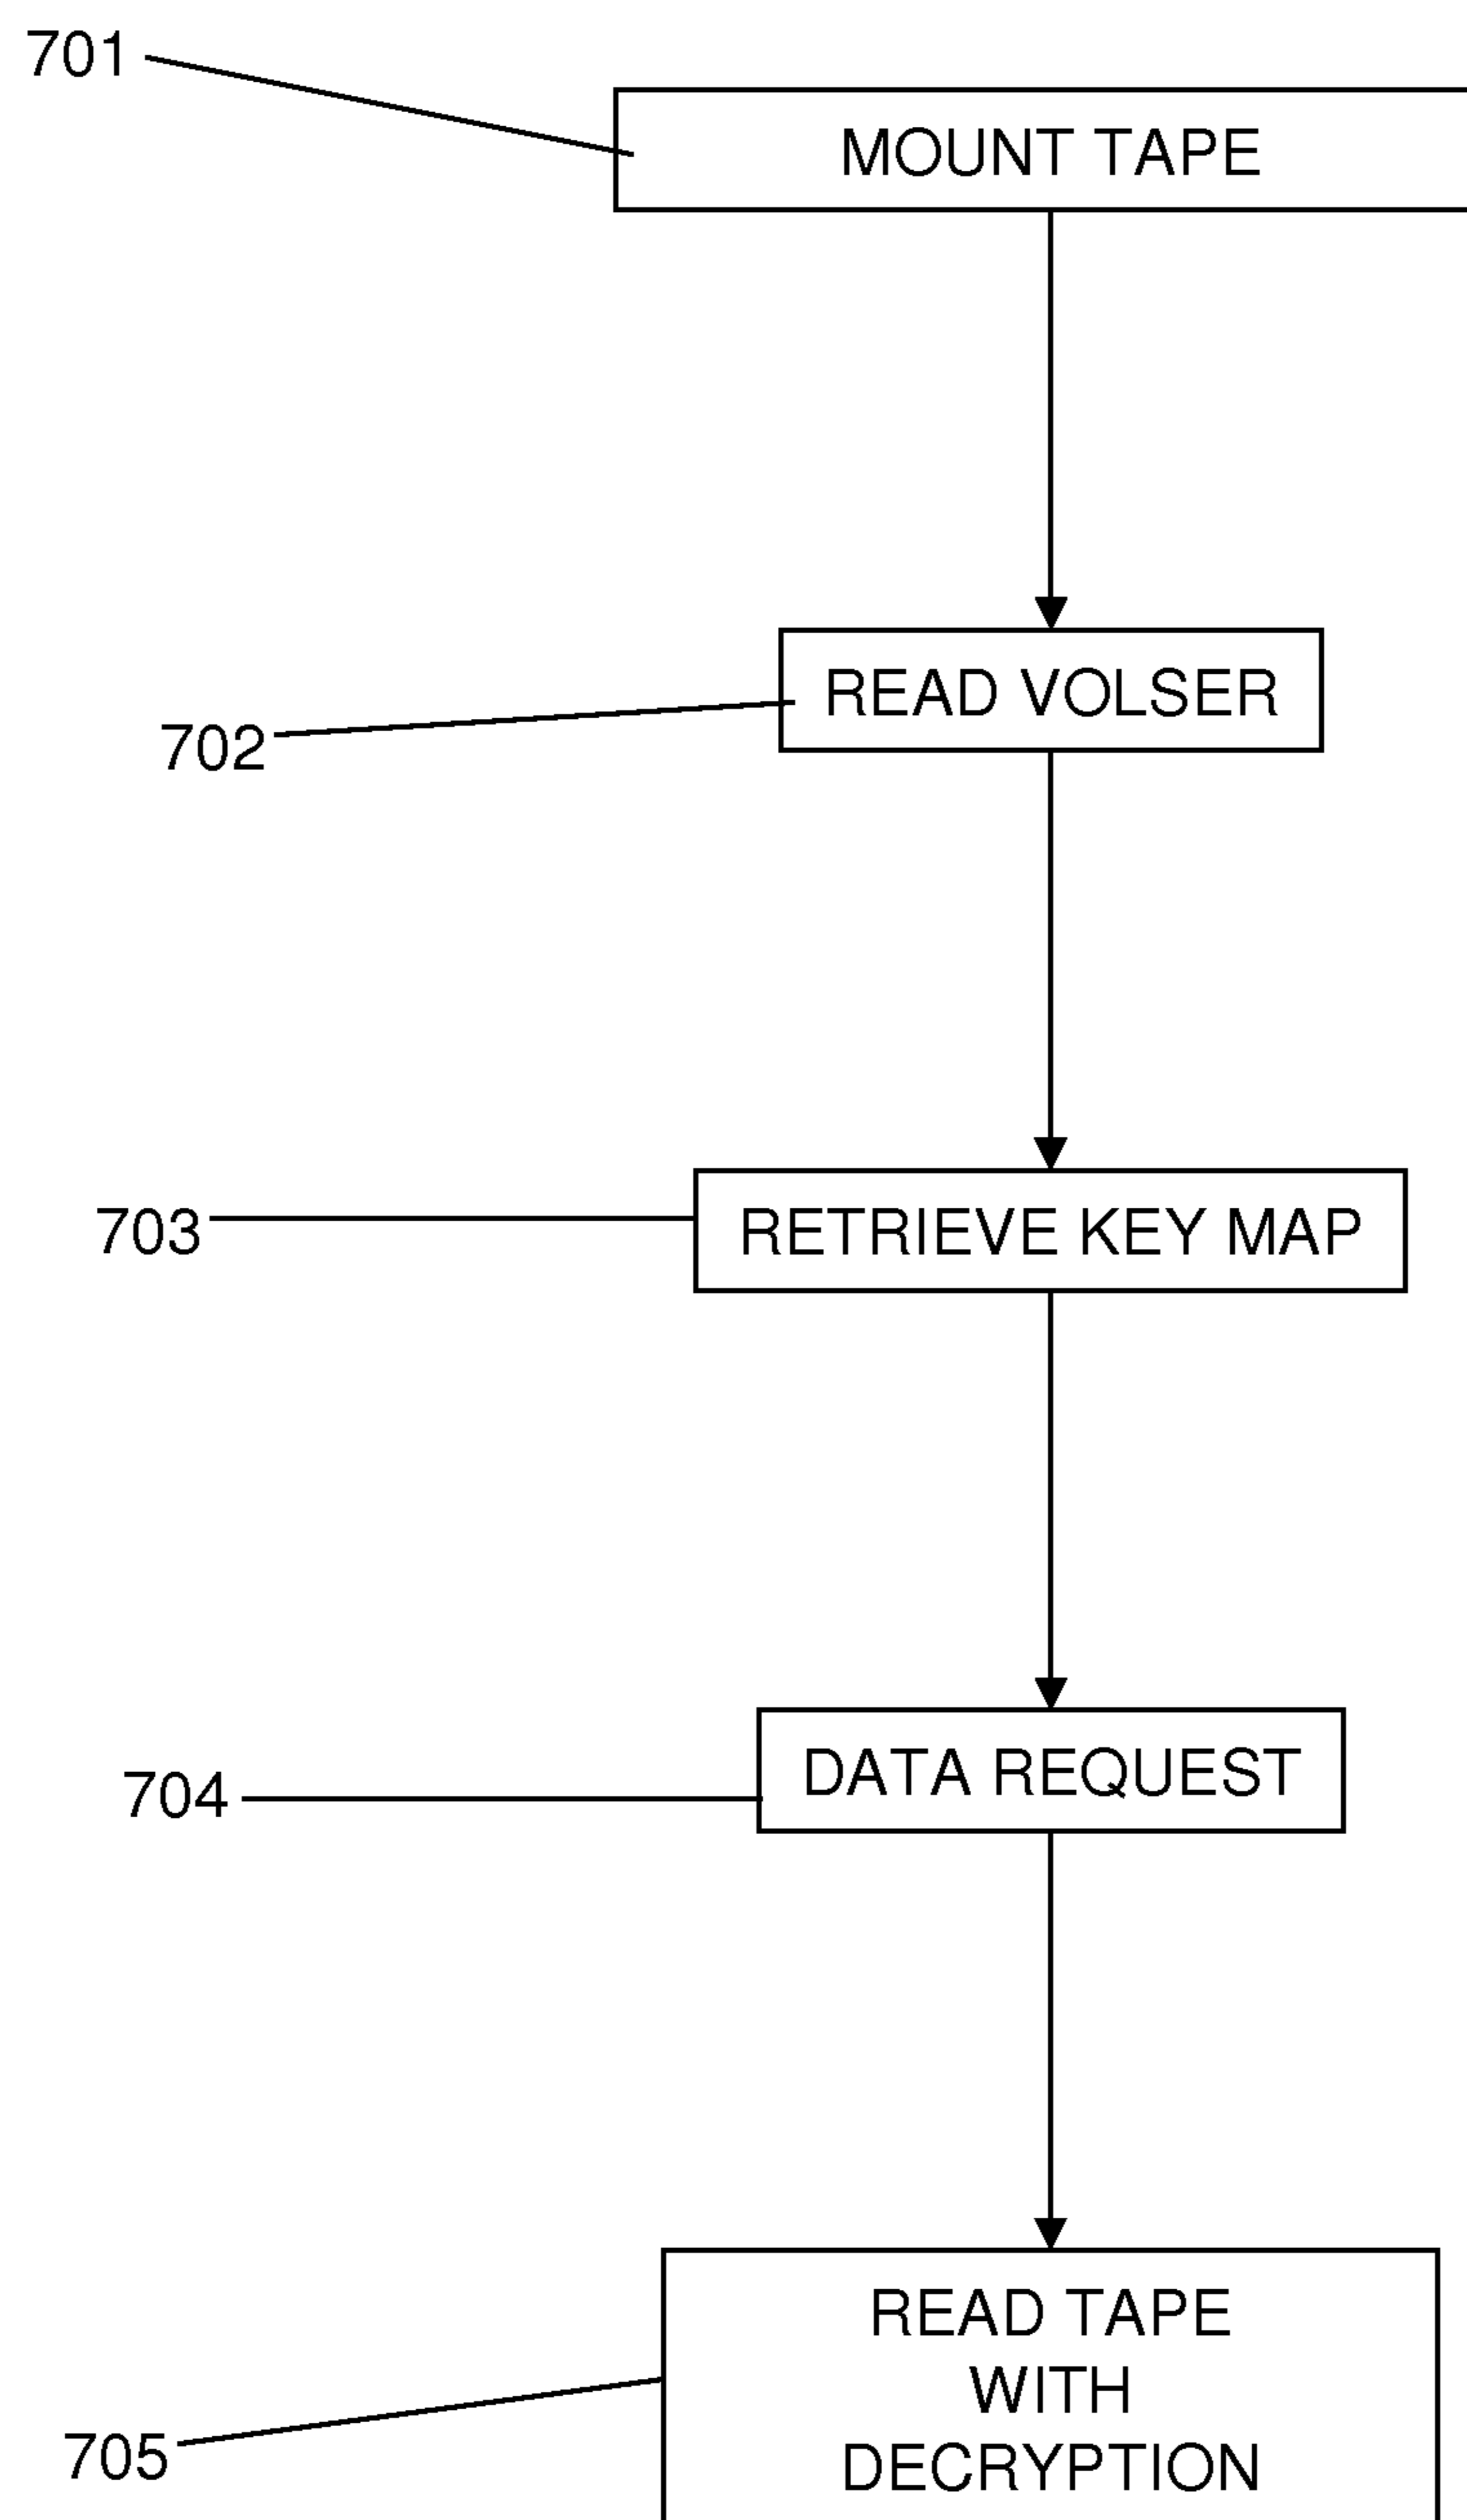 701
MOUNT TAPE
READ VOLSER
702
703
RETRIEVE KEY MAP
DATA REQUEST
704
READ TAPE
WITH
DECRYPTION
705